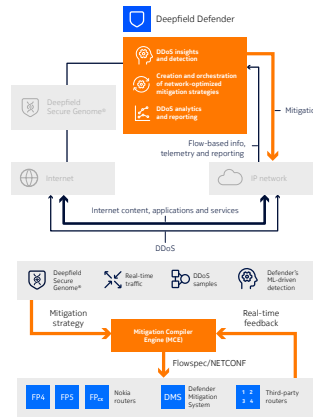 Deepfield Defender
DDoS insights
and detection
Creation and orchestration
of network-optimized
mitigation strategies
DDoS analytics
and reporting
Deepfield
Secure Genome®
Mitigatio
Flow-based info,
telemetry and reporting
Internet
IP network
Internet content, applications and services
DDoS
Deepfield
Secure
Genome®
Real-time
traffic
DDoS
samples
Defender's
ML-driven
detection
Mitigation
strategy
Mitigation Compiler
Engine (MCE)
Real-time
feedback
Flowspec/NETCONF
FP4
FP5
FPcx
Nokia
routers
DMS
Defender
Mitigation
System
1 2
3 4
Third-party
routers